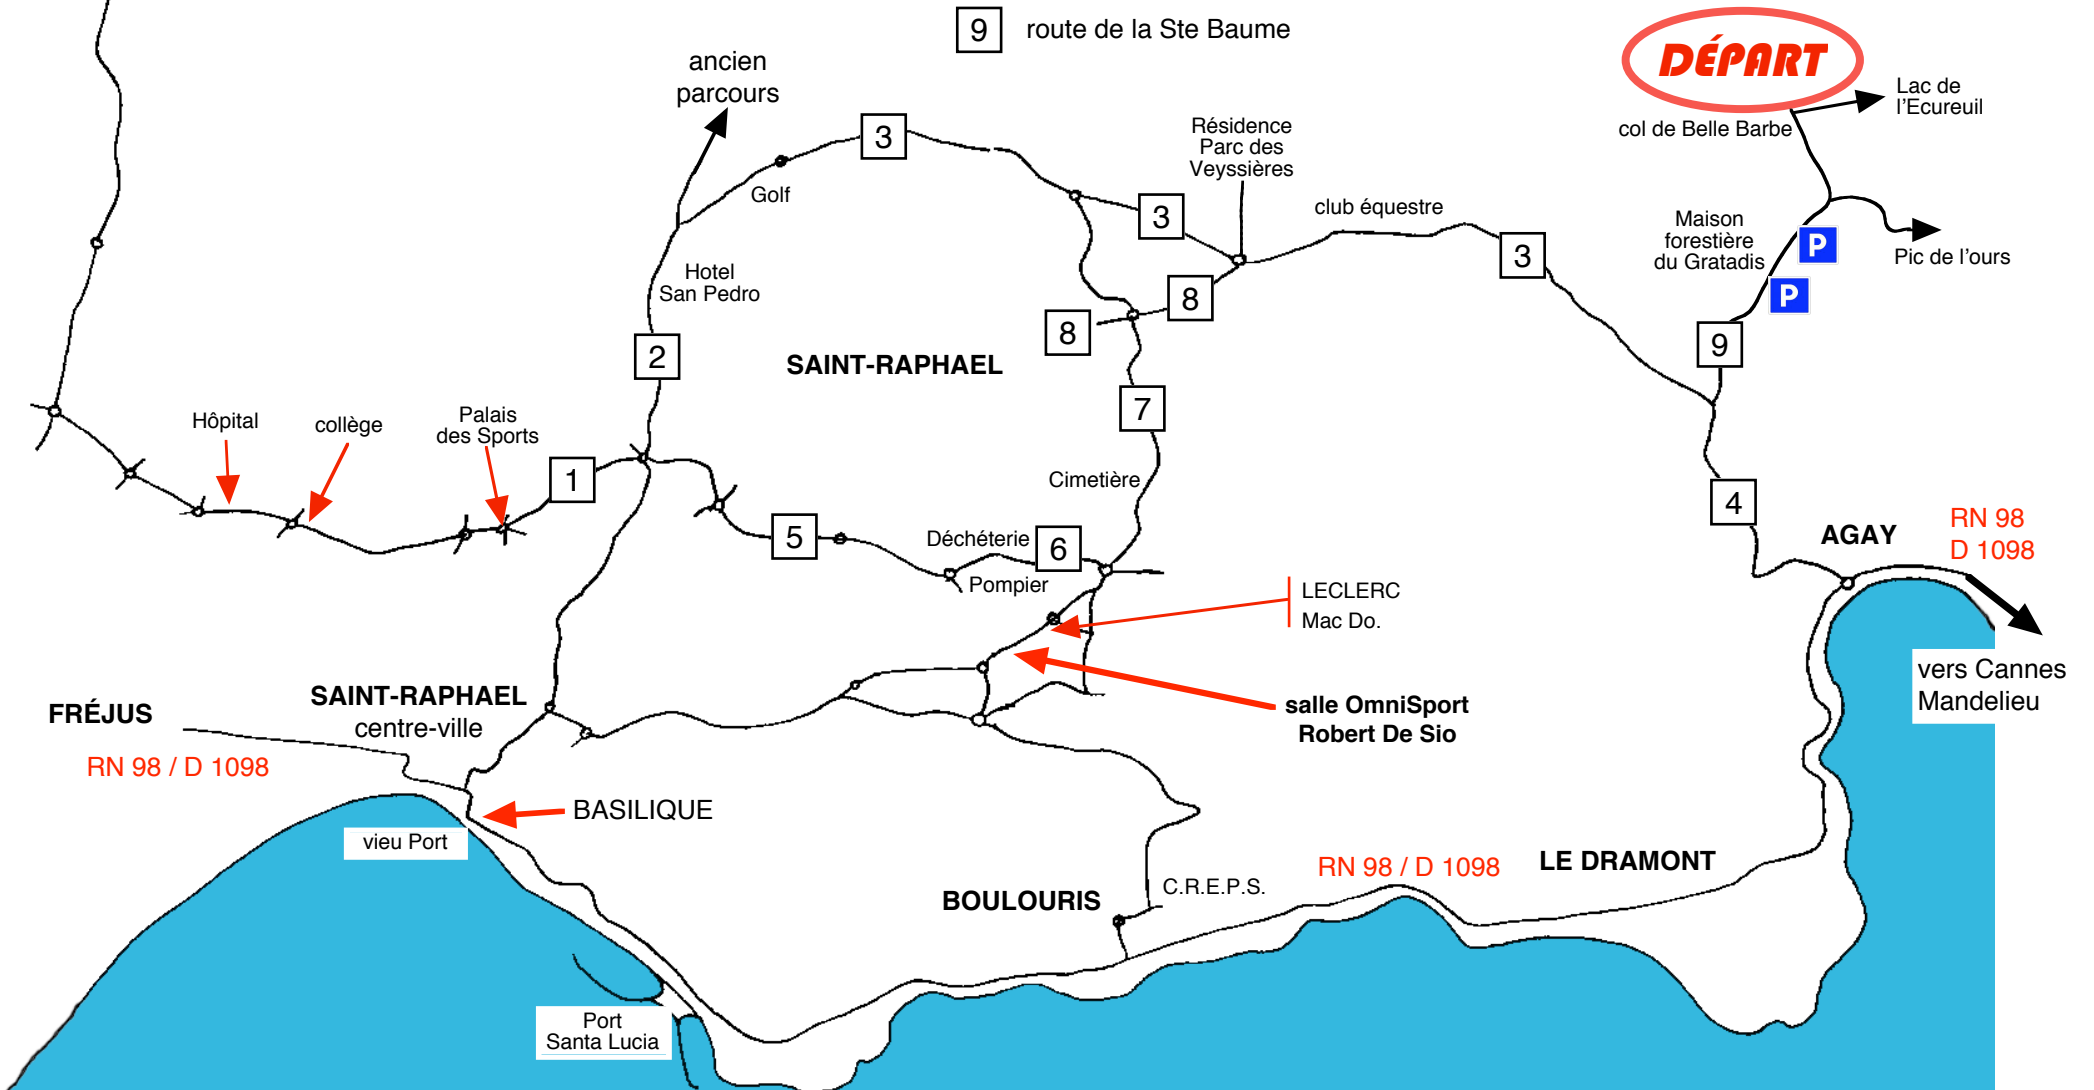 9 route de la Ste Baume
DÉPART
ancien
parcours
Lac de
l'Ecureuil
col de Belle Barbe
3
Résidence
Parc des
Veyssières
Golf
3
club équestre
Maison
forestière
du Gratadis
P
P
Pic de l'ours
3
Hotel
San Pedro
8
8
9
2
SAINT-RAPHAEL
7
Hôpital
collège
Palais
des Sports
1
Cimetière
4
RN 98
D 1098
AGAY
5
Déchéterie
6
Pompier
LECLERC
Mac Do.
vers Cannes
Mandelieu
salle OmniSport
Robert De Sio
SAINT-RAPHAEL
centre-ville
FRÉJUS
RN 98 / D 1098
BASILIQUE
vieu Port
RN 98 / D 1098
LE DRAMONT
BOULOURIS
C.R.E.P.S.
Port
Santa Lucia